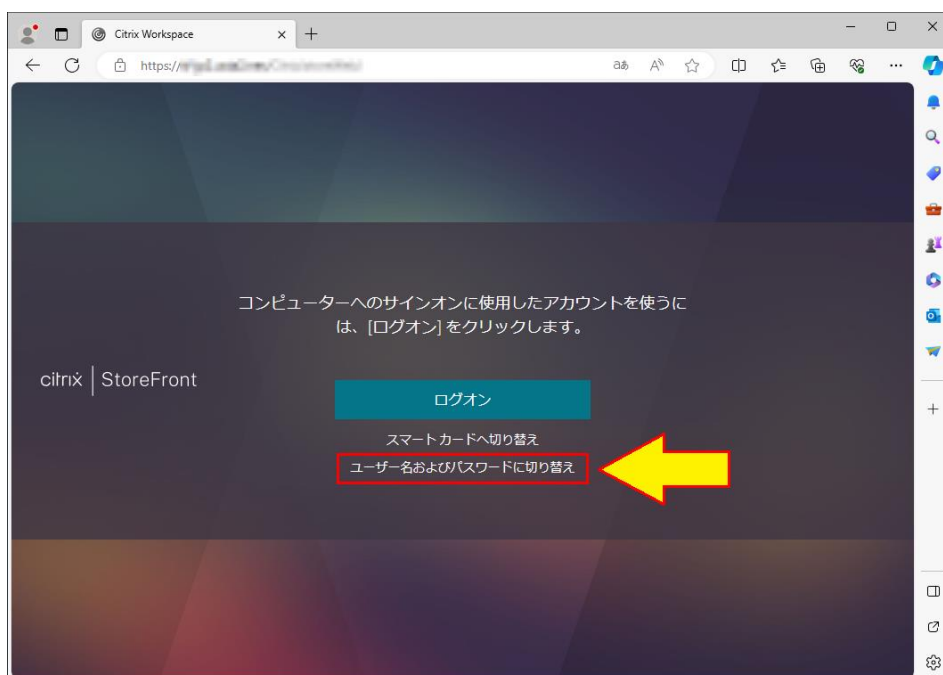 Citrix Workspace
https://
コンピューターへのサインオンに使用したアカウントを使うに
は、[ログオン] をクリックします。
citrix | StoreFront
ログオン
スマート カードへ切り替え
ユーザー名およびパスワードに切り替え